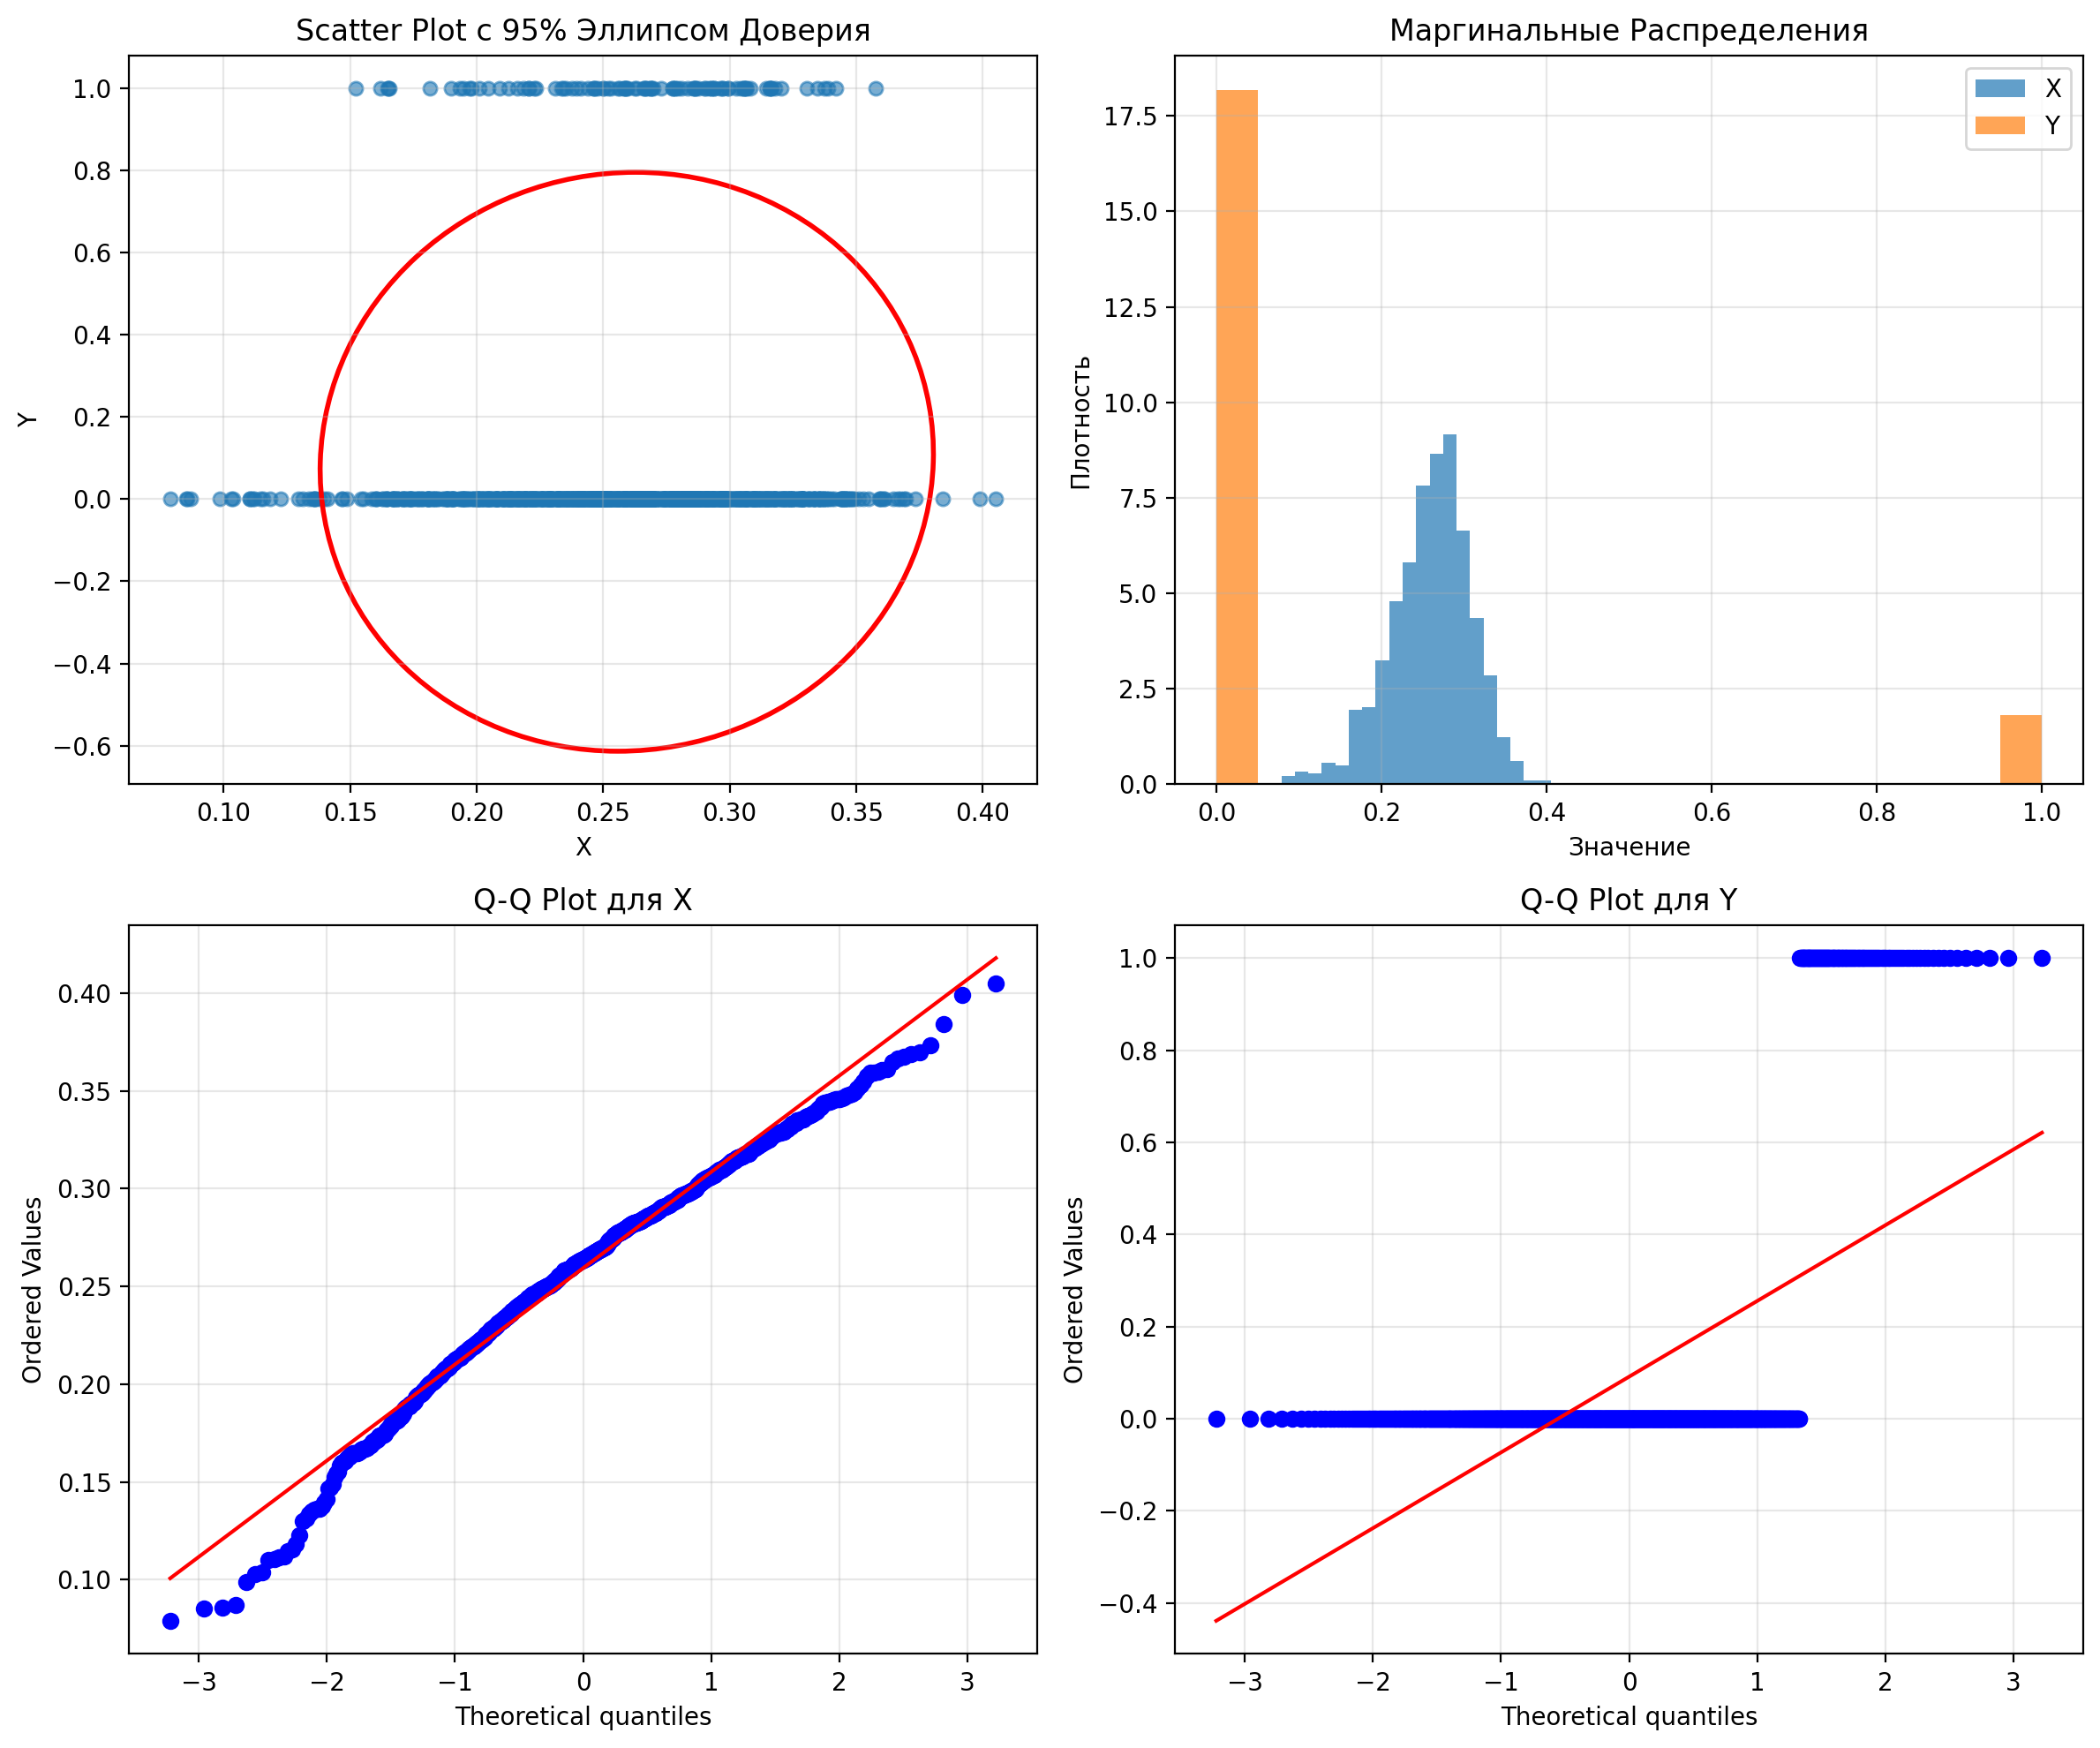 Scatter Plot с 95% Эллипсом Доверия
1.0
0.8
0.6
0.4
0.2
0.0
−0.2
−0.4
−0.6
Y
0.10 0.15 0.20 0.25 0.30 0.35 0.40
X
Маргинальные Распределения
X
Y
17.5
15.0
12.5
10.0
7.5
5.0
2.5
0.0
Плотность
0.0 0.2 0.4 0.6 0.8 1.0
Значение
Q-Q Plot для X
0.40
0.35
0.30
0.25
0.20
0.15
0.10
Ordered Values
−3 −2 −1 0 1 2 3
Theoretical quantiles
Q-Q Plot для Y
1.0
0.8
0.6
0.4
0.2
0.0
−0.2
−0.4
Ordered Values
−3 −2 −1 0 1 2 3
Theoretical quantiles